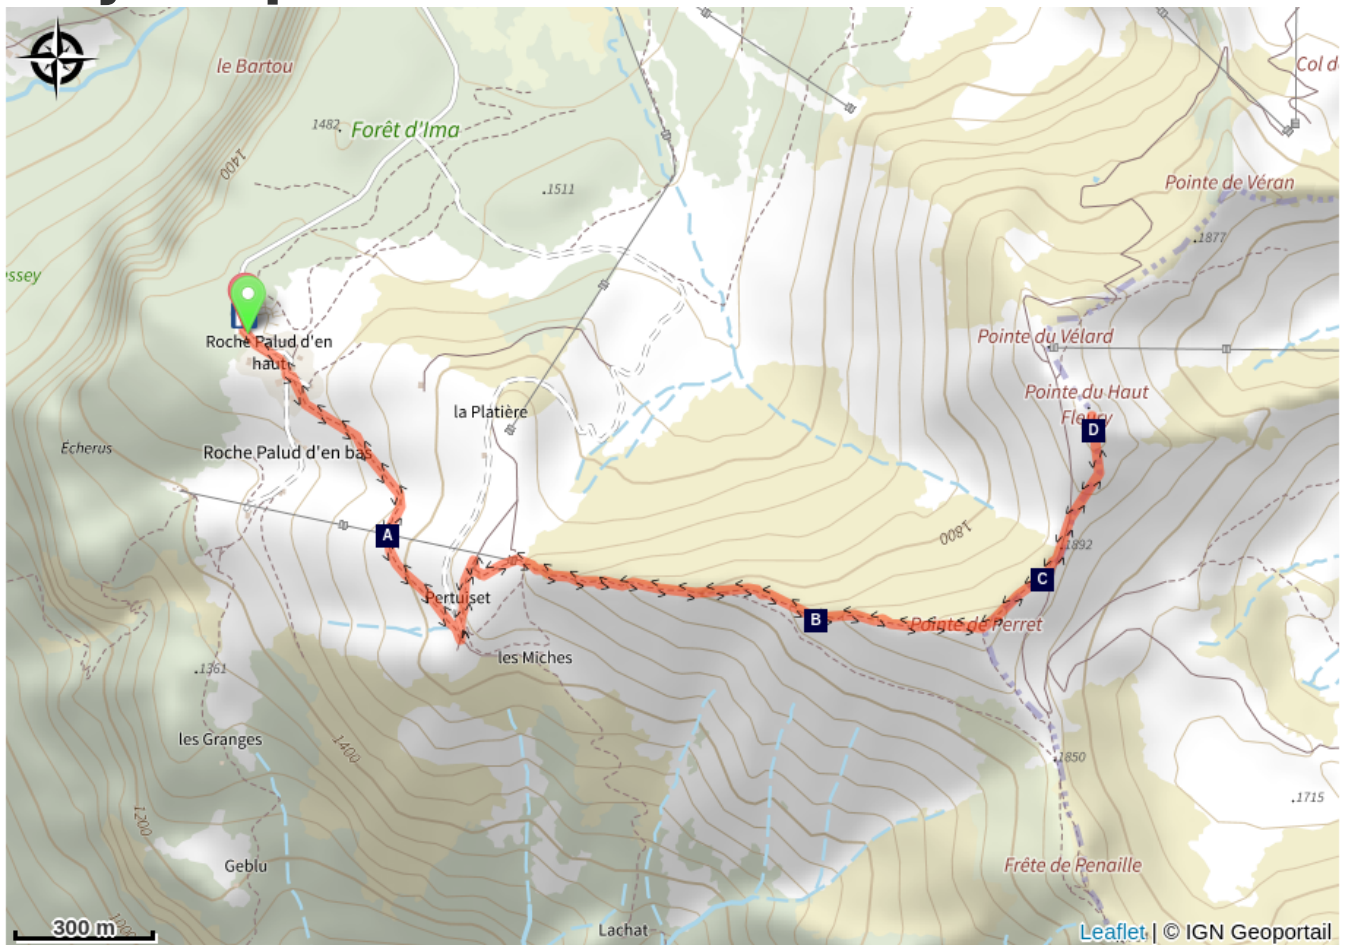 le Bartou
Col d
1482
Forêt d'Ima
1400
Pointe de Véran
.1511
.1877
ssey
Roche Palud d'en
haut
Pointe du Vélard
Pointe du Haut
Fleury
la Platière
D
Écherus
Roche Palud d'en bas
1800
A
1892
C
Pertuiset
B
Pointe de Perret
les Miches
.1361
les Granges
1400
.1850
.1715
1200
Geblu
Frête de Penaille
300 m
1000
Lachat
Leaflet | © IGN Geoportail